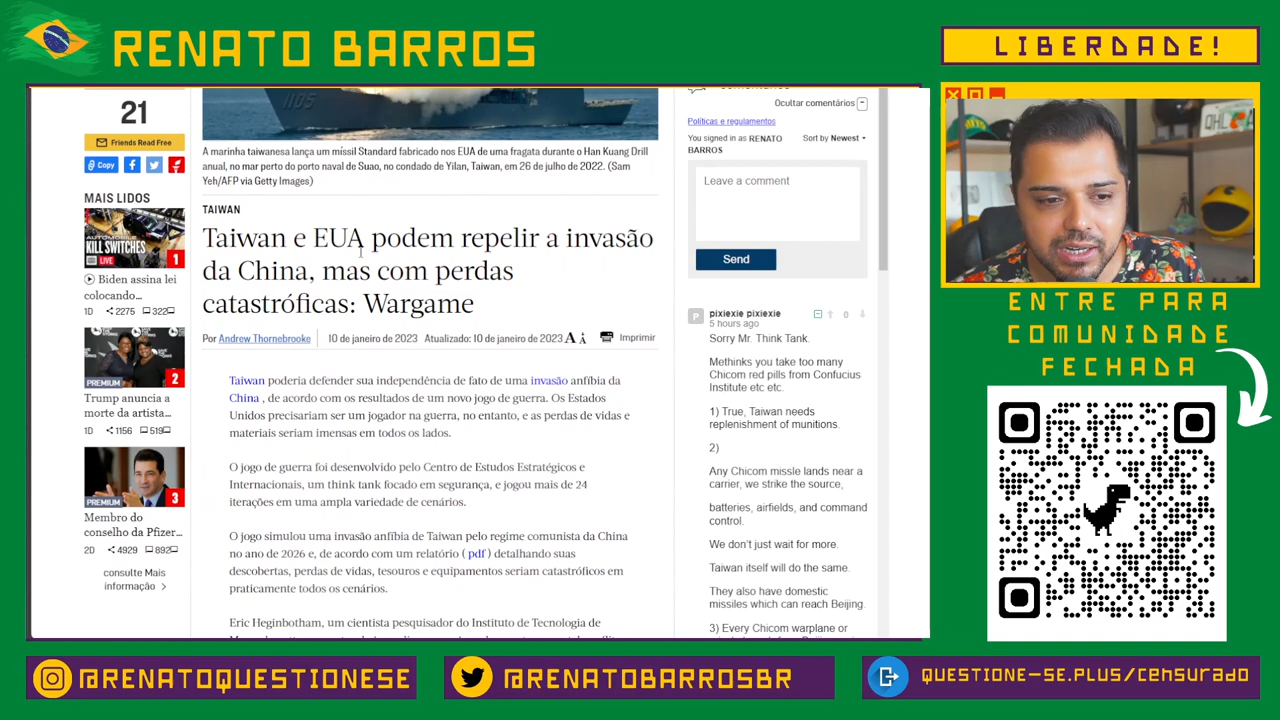 RENATO BARROS
LIBERDADE!
21
Friends Read Free
Copy
MAIS LIDOS
AUTOMOBILE
KILL SWITCHES
LIVE
1
Biden assina lei
colocando...
1D 2275 322
PREMIUM
2
Trump anuncia a
morte da artista...
1D 1156 519
PREMIUM
3
Membro do
conselho da Pfizer...
2D 4929 892
consulte Mais
informação >
1105
A marinha taiwanesa lança um míssil Standard fabricado nos EUA de uma fragata durante o Han Kuang Drill
anual, no mar perto do porto naval de Suao, no condado de Yilan, Taiwan, em 26 de julho de 2022. (Sam
Yeh/AFP via Getty Images)
TAIWAN
Taiwan e EUA podem repelir a invasão
da China, mas com perdas
catastróficas: Wargame
Por Andrew Thornebrooke 10 de janeiro de 2023 Atualizado: 10 de janeiro de 2023 A A Imprimir
Taiwan poderia defender sua independência de fato de uma invasão anfíbia da
China , de acordo com os resultados de um novo jogo de guerra. Os Estados
Unidos precisariam ser um jogador na guerra, no entanto, e as perdas de vidas e
materiais seriam imensas em todos os lados.
O jogo de guerra foi desenvolvido pelo Centro de Estudos Estratégicos e
Internacionais, um think tank focado em segurança, e jogou mais de 24
iterações em uma ampla variedade de cenários.
O jogo simulou uma invasão anfíbia de Taiwan pelo regime comunista da China
no ano de 2026 e, de acordo com um relatório ( pdf ) detalhando suas
descobertas, perdas de vidas, tesouros e equipamentos seriam catastróficos em
praticamente todos os cenários.
Eric Heginbotham, um cientista pesquisador do Instituto de Tecnologia de
Ocultar comentários
Políticas e regulamentos
You signed in as RENATO Sort by Newest
BARROS
Leave a comment
Send
P
pixiexie pixiexie 0
5 hours ago
Sorry Mr. Think Tank.
Methinks you take too many
Chicom red pills from Confucius
Institute etc etc.
1) True, Taiwan needs
replenishment of munitions.
2)
Any Chicom missile lands near a
carrier, we strike the source,
batteries, airfields, and command
control.
We don't just wait for more.
Taiwan itself will do the same.
They also have domestic
missiles which can reach Beijing.
3) Every Chicom warplane or
ENTRE PARA
COMUNIDADE
FECHADA
@RENATOQUESTIONESE
@RENATOBARROSBR
QUESTIONE-SE.PLUS/CENSURADO